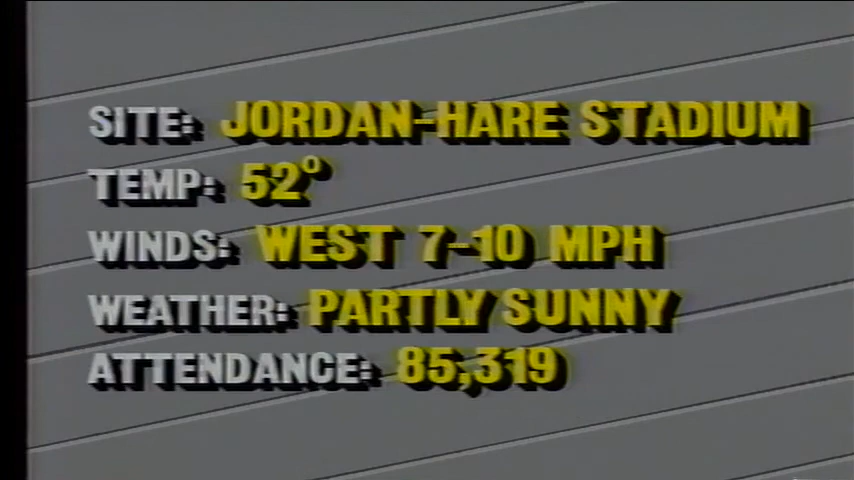 SITE: JORDAN-HARE STADIUM
TEMP: 52°
WINDS: WEST 7-10 MPH
WEATHER: PARTLY SUNNY
ATTENDANCE: 85,319